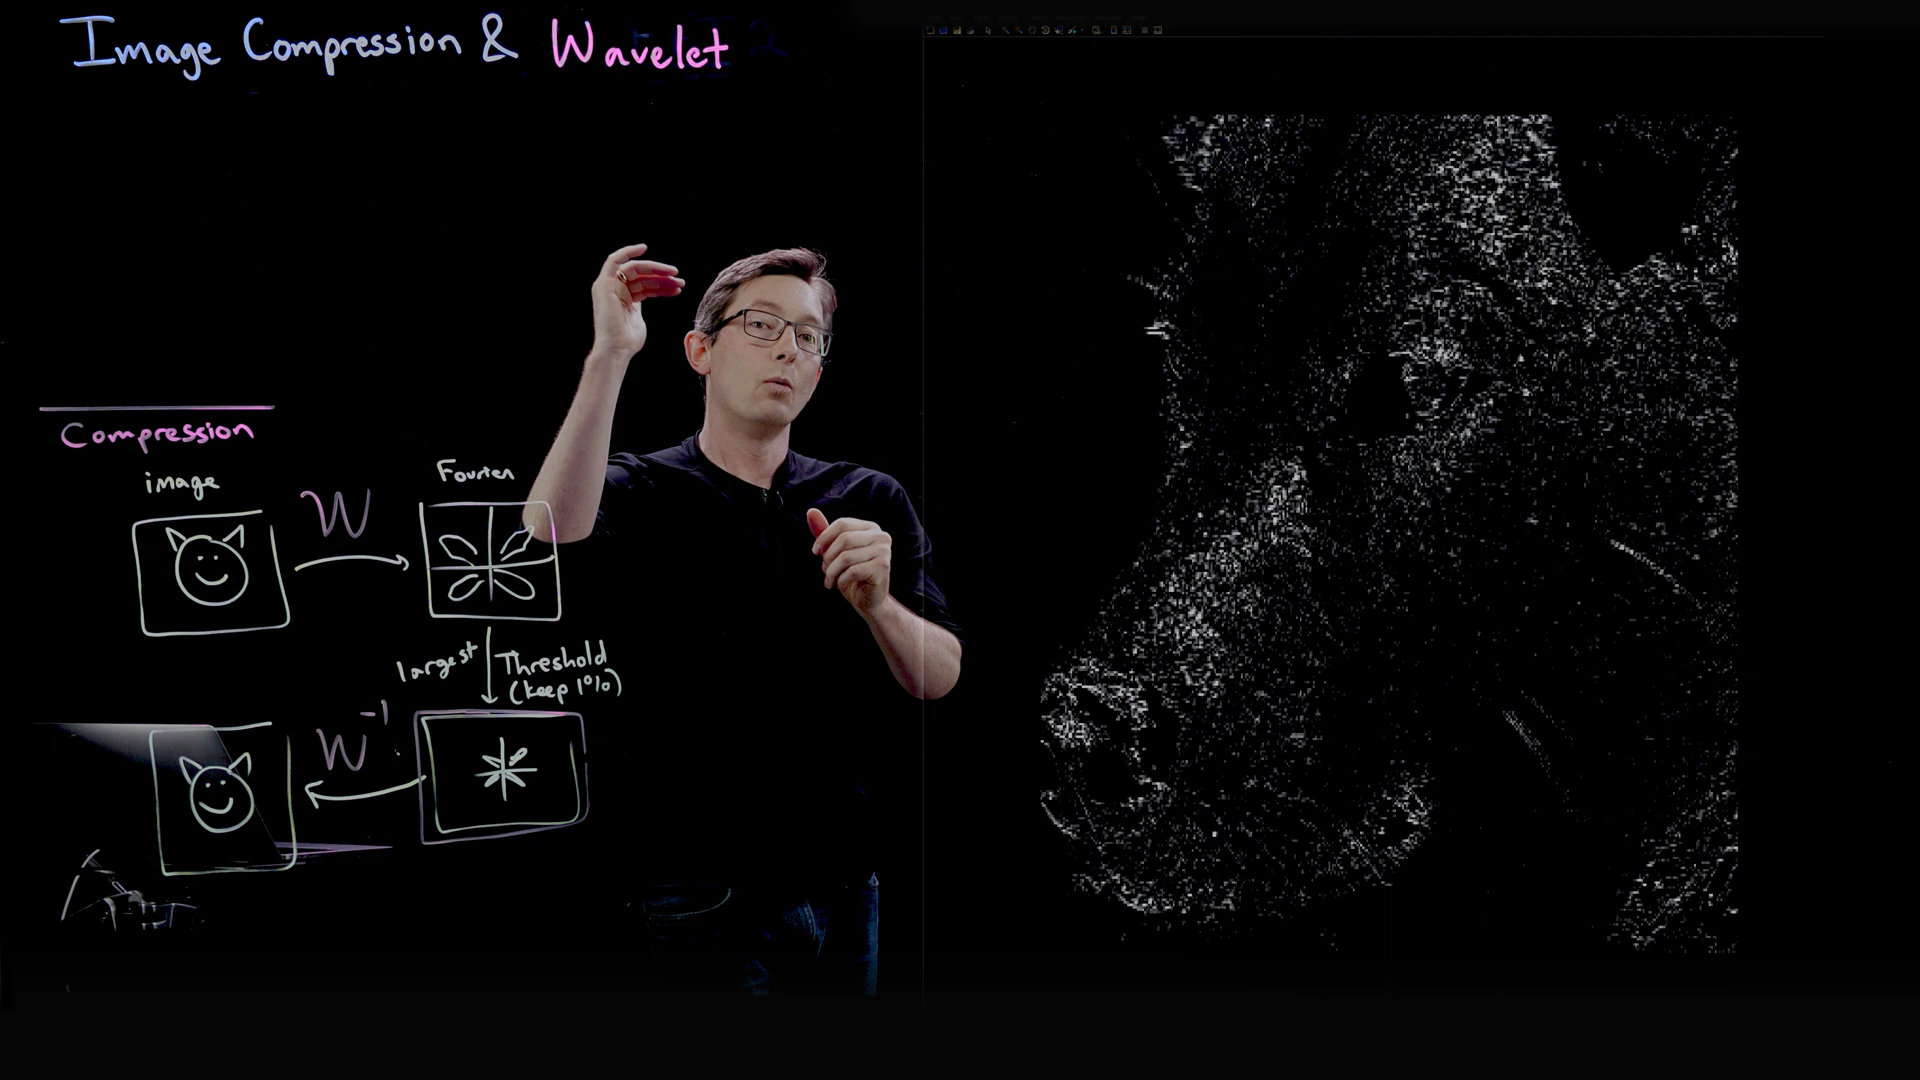 Image Compression & Wavelet
Compression
image
W
Fourier
largest
Threshold
(keep 1%)
W⁻¹